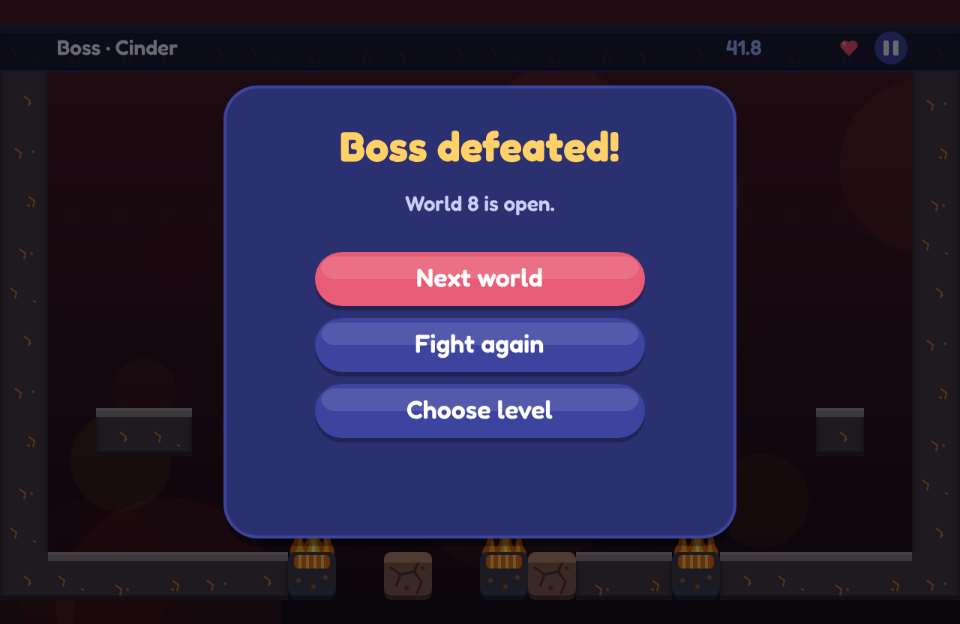 Boss · Cinder
41.8
Boss defeated!
World 8 is open.
Next world
Fight again
Choose level